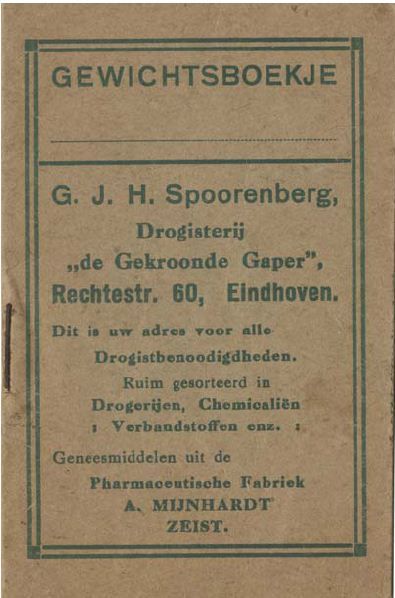 GEWICHTSBOEKJE
G. J. H. Spoorenberg,
Drogisterij
„de Gekroonde Gaper”,
Rechtestr. 60, Eindhoven.
Dit is uw adres voor alle
Drogistbenoodigdheden.
Ruim gesorteerd in
Drogerijen, Chemicaliën
: Verbandstoffen enz. :
Geneesmiddelen uit de
Pharmaceutische Fabriek
A. MIJNHARDT
ZEIST.